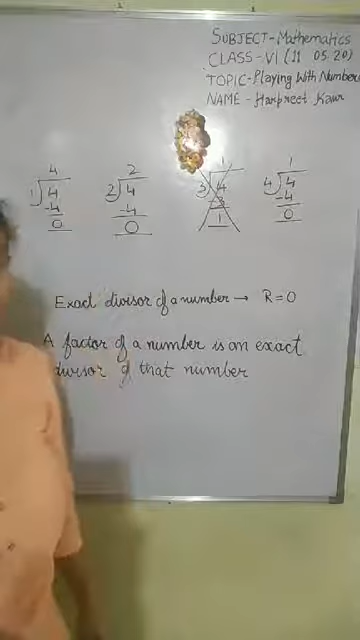 SUBJECT-Mathematics
CLASS-VI (11 05.20)
TOPIC-Playing With Number
NAME - Harpreet Kaur
4 2 1 1
1)4 2)4 3)4 4)4
-4 -4 3 -4
0 0 1 0
Exact divisor of a number → R=0
A factor of a number is an exact
divisor of that number